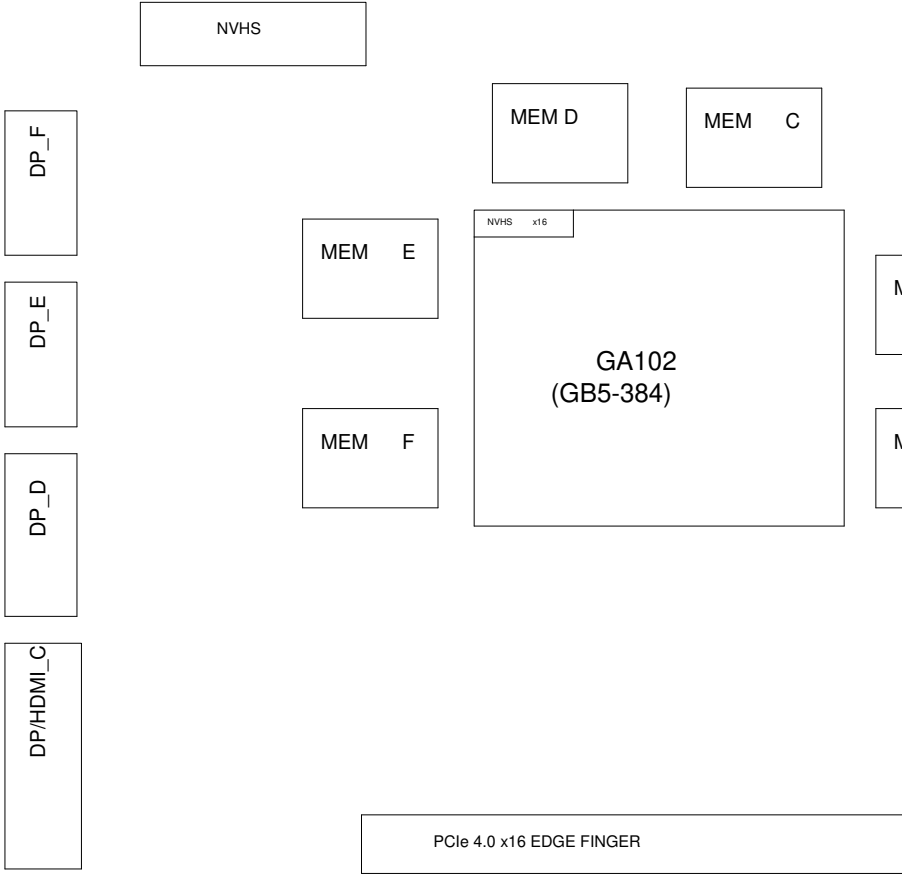 NVHS
DP_F
MEM D
MEM C
NVHS x16
MEM E
DP_E
GA102
(GB5-384)
MEM F
DP_D
DP/HDMI_C
PCIe 4.0 x16 EDGE FINGER